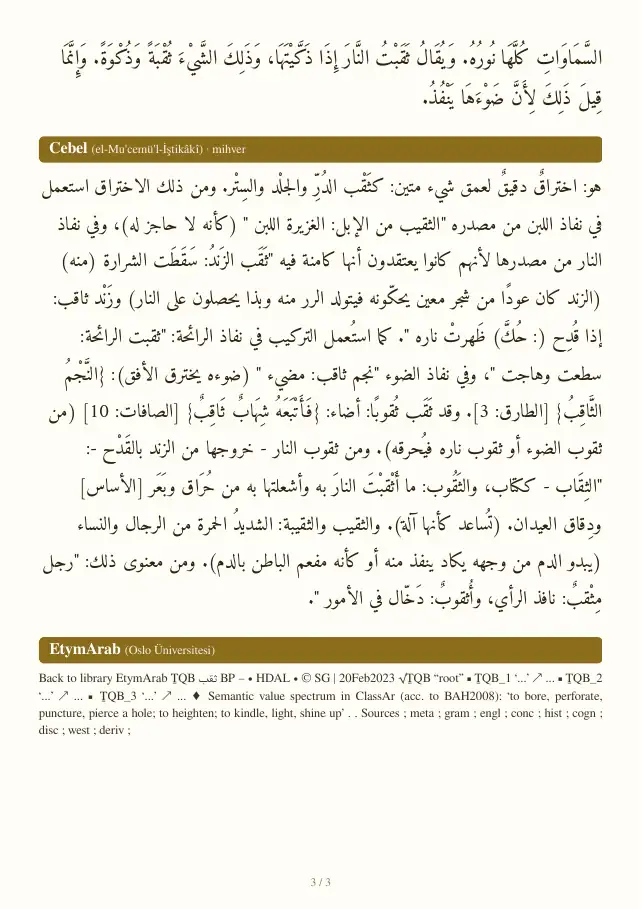 السَّمَاوَاتِ كُلَّهَا نُورُهُ. وَيُقَالُ ثَقَبْتُ النَّارَ إِذَا ذَكَّيْتَهَا، وَذَلِكَ الشَّيْءَ ثُقْبَةً وَذُكْوَةً. وَإِنَّمَا
قِيلَ ذَلِكَ لِأَنَّ ضَوْءَهَا يَنْفُذُ.
Cebel (el-Mu'cemü'l-İştikâkî) · mihver
هو: اختراقٌ دقيقٌ لعمق شيء متين: كثَقْب الدُرِّ والجلْد والسِتْر. ومن ذلك الاختراق استعمل
في نفاذ اللبن من مصدره "الثقيب من الإبل: الغزيرة اللبن " (كأنه لا حاجز له)، وفي نفاذ
النار من مصدرها لأنهم كانوا يعتقدون أنها كامنة فيه "ثقَب الزَندُ: سَقَطَت الشرارة (منه)
(الزند كان عودًا من شجر معين يحكّونه فيتولد الرر منه وبذا يحصلون على النار) وزَنْد ثاقب:
إذا قُدِح (: حُكَّ) ظَهرتْ ناره ". كما استُعمل التركيب في نفاذ الرائحة: "ثقبت الرائحة:
سطعت وهاجت "، وفي نفاذ الضوء "نجم ثاقب: مضيء " (ضوءه يخترق الأفق): {النَّجْمُ
الثَّاقِبُ} [الطارق: 3]. وقد ثقَب ثُقوبًا: أضاء: {فَأَتْبَعَهُ شِهَابٌ ثَاقِبٌ} [الصافات: 10] (من
ثقوب الضوء أو ثقوب ناره فيُحرقه). ومن ثقوب النار - خروجها من الزند بالقَدْح -:
"الثِقَاب - ككتاب، والثَقُوب: ما أَثْقبْتَ النارَ به وأشعلتها به من حُرَاق وبَعَر [الأساس]
ودِقاق العيدان. (تُساعد كأنها آلة). والثقيب والثقيبة: الشديدُ الحمرة من الرجال والنساء
(يبدو الدم من وجهه يكاد ينفذ منه أو كأنه مفعم الباطن بالدم). ومن معنوى ذلك: "رجل
مِثْقبٌ: نافذ الرأي، وأُثقوبٌ: دَخّال في الأمور ".
EtymArab (Oslo Üniversitesi)
Back to library EtymArab ṮQB ثقب BP – • HDAL • © SG | 20Feb2023 √ṮQB “root” ▪ ṮQB_1 ‘...’ ↗ ... ▪ ṮQB_2
‘...’ ↗ ... ▪ ṮQB_3 ‘...’ ↗ ... ♦ Semantic value spectrum in ClassAr (acc. to BAH2008): ‘to bore, perforate,
puncture, pierce a hole; to heighten; to kindle, light, shine up’ . . Sources ; meta ; gram ; engl ; conc ; hist ; cogn ;
disc ; west ; deriv ;
3 / 3